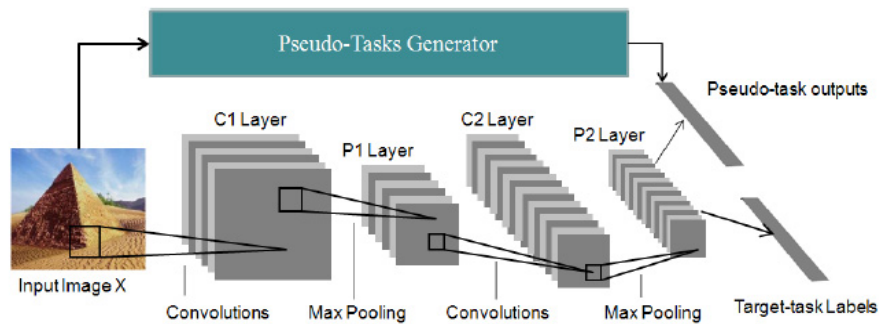 Pseudo-Tasks Generator
Pseudo-task outputs
C1 Layer
C2 Layer
P1 Layer
P2 Layer
Input Image X
Convolutions
Max Pooling
Convolutions
Max Pooling
Target-task Labels